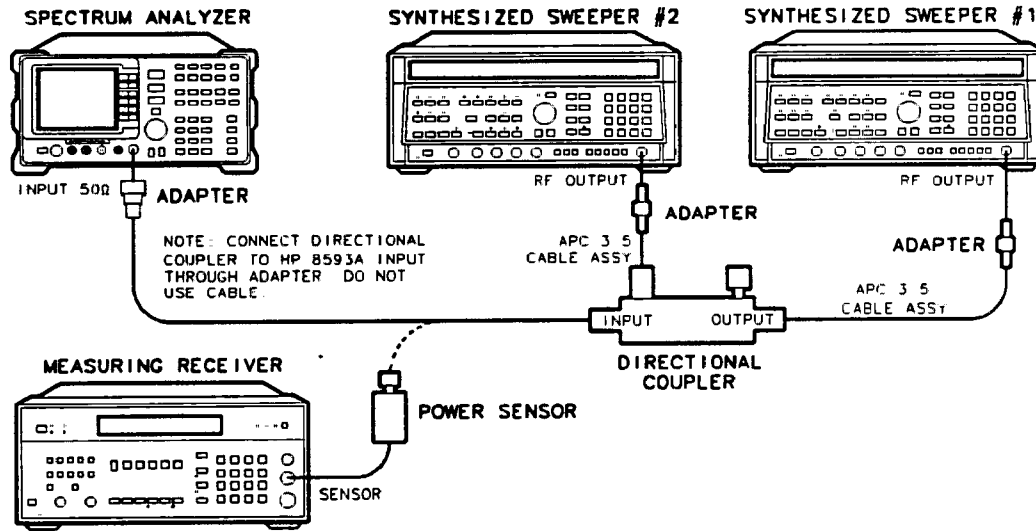 SPECTRUM ANALYZER
SYNTHESIZED SWEEPER #2
SYNTHESIZED SWEEPER #1
INPUT 50Ω
ADAPTER
RF OUTPUT
RF OUTPUT
ADAPTER
ADAPTER
NOTE: CONNECT DIRECTIONAL
COUPLER TO HP 8593A INPUT
THROUGH ADAPTER DO NOT
USE CABLE.
APC 3 5
CABLE ASSY
APC 3 5
CABLE ASSY
INPUT
OUTPUT
DIRECTIONAL
COUPLER
MEASURING RECEIVER
POWER SENSOR
SENSOR